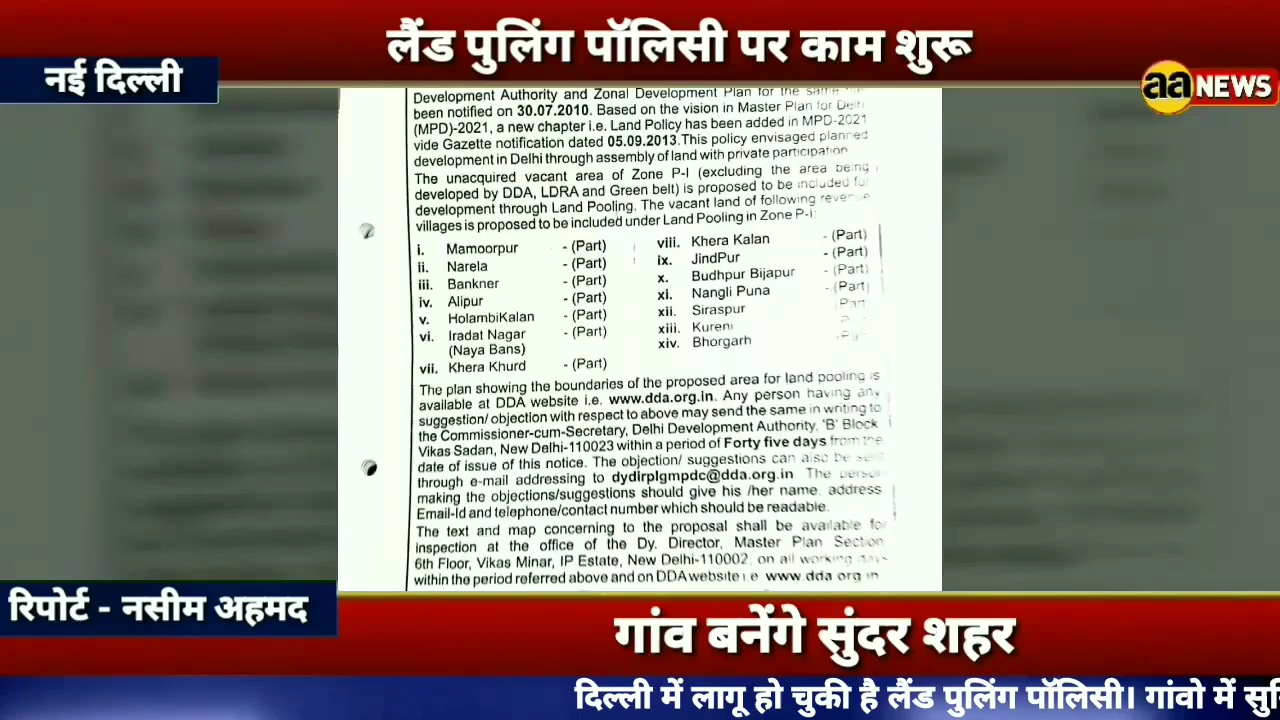 लैंड पुलिंग पॉलिसी पर काम शुरू
नई दिल्ली
aa NEWS
Development Authority and Zonal Development Plan for the same has
been notified on 30.07.2010. Based on the vision in Master Plan for Delhi
(MPD)-2021, a new chapter i.e. Land Policy has been added in MPD-2021
vide Gazette notification dated 05.09.2013. This policy envisaged planned
development in Delhi through assembly of land with private participation
The unacquired vacant area of Zone P-I (excluding the area being
developed by DDA, LDRA and Green belt) is proposed to be included for
development through Land Pooling. The vacant land of following revenue
villages is proposed to be included under Land Pooling in Zone P-I:
i. Mamoorpur - (Part) viii. Khera Kalan - (Part)
ii. Narela - (Part) ix. JindPur - (Part)
iii. Bankner - (Part) x. Budhpur Bijapur - (Part)
iv. Alipur - (Part) xi. Nangli Puna - (Part)
v. HolambiKalan - (Part) xii. Siraspur Part
vi. Iradat Nagar - (Part) xiii. Kureni
(Naya Bans) xiv. Bhorgarh
vii. Khera Khurd - (Part)
The plan showing the boundaries of the proposed area for land pooling is
available at DDA website i.e. www.dda.org.in. Any person having any
suggestion/ objection with respect to above may send the same in writing to
the Commissioner-cum-Secretary, Delhi Development Authority. 'B' Block
Vikas Sadan, New Delhi-110023 within a period of Forty five days from the
date of issue of this notice. The objection/ suggestions can also be sent
through e-mail addressing to dydirplgmpdc@dda.org.in The person
making the objections/suggestions should give his /her name. address
Email-Id and telephone/contact number which should be readable.
The text and map concerning to the proposal shall be available for
inspection at the office of the Dy. Director, Master Plan Section
6th Floor, Vikas Minar, IP Estate, New Delhi-110002, on all working days
within the period referred above and on DDA website i.e www.dda.org.in
रिपोर्ट - नसीम अहमद
गांव बनेंगे सुंदर शहर
दिल्ली में लागू हो चुकी है लैंड पुलिंग पॉलिसी। गांवो में